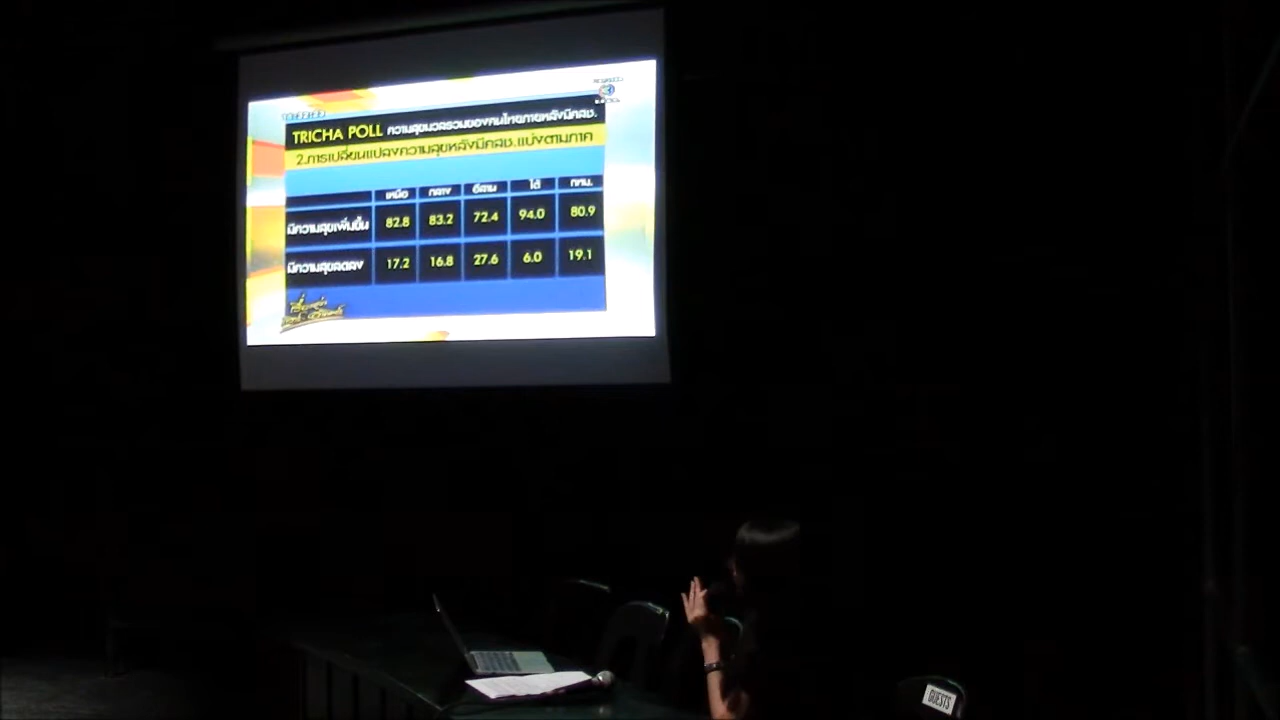 TRICHA POLL ความสุขมวลรวมของคนไทยภายหลังมีคสช.
2.การเปลี่ยนแปลงความสุขหลังมีคสช.แบ่งตามภาค
เหนือ กลาง อีสาน ใต้ กทม.
มีความสุขเพิ่มขึ้น 82.8 83.2 72.4 94.0 80.9
มีความสุขลดลง 17.2 16.8 27.6 6.0 19.1
GUESTS